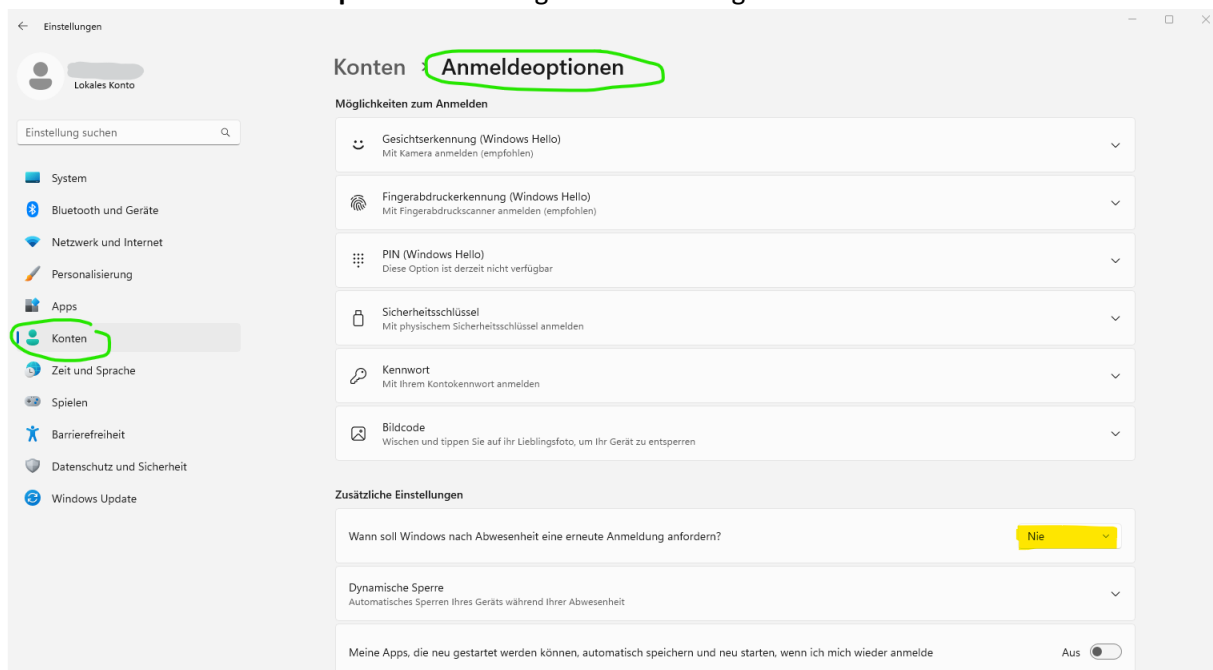 Einstellungen
Lokales Konto
Einstellung suchen
System
Bluetooth und Geräte
Netzwerk und Internet
Personalisierung
Apps
Konten
Zeit und Sprache
Spielen
Barrierefreiheit
Datenschutz und Sicherheit
Windows Update
Konten › Anmeldeoptionen
Möglichkeiten zum Anmelden
Gesichtserkennung (Windows Hello)
Mit Kamera anmelden (empfohlen)
Fingerabdruckerkennung (Windows Hello)
Mit Fingerabdruckscanner anmelden (empfohlen)
PIN (Windows Hello)
Diese Option ist derzeit nicht verfügbar
Sicherheitsschlüssel
Mit physischem Sicherheitsschlüssel anmelden
Kennwort
Mit Ihrem Kontokennwort anmelden
Bildcode
Wischen und tippen Sie auf ihr Lieblingsfoto, um Ihr Gerät zu entsperren
Zusätzliche Einstellungen
Wann soll Windows nach Abwesenheit eine erneute Anmeldung anfordern? Nie
Dynamische Sperre
Automatisches Sperren Ihres Geräts während Ihrer Abwesenheit
Meine Apps, die neu gestartet werden können, automatisch speichern und neu starten, wenn ich mich wieder anmelde Aus